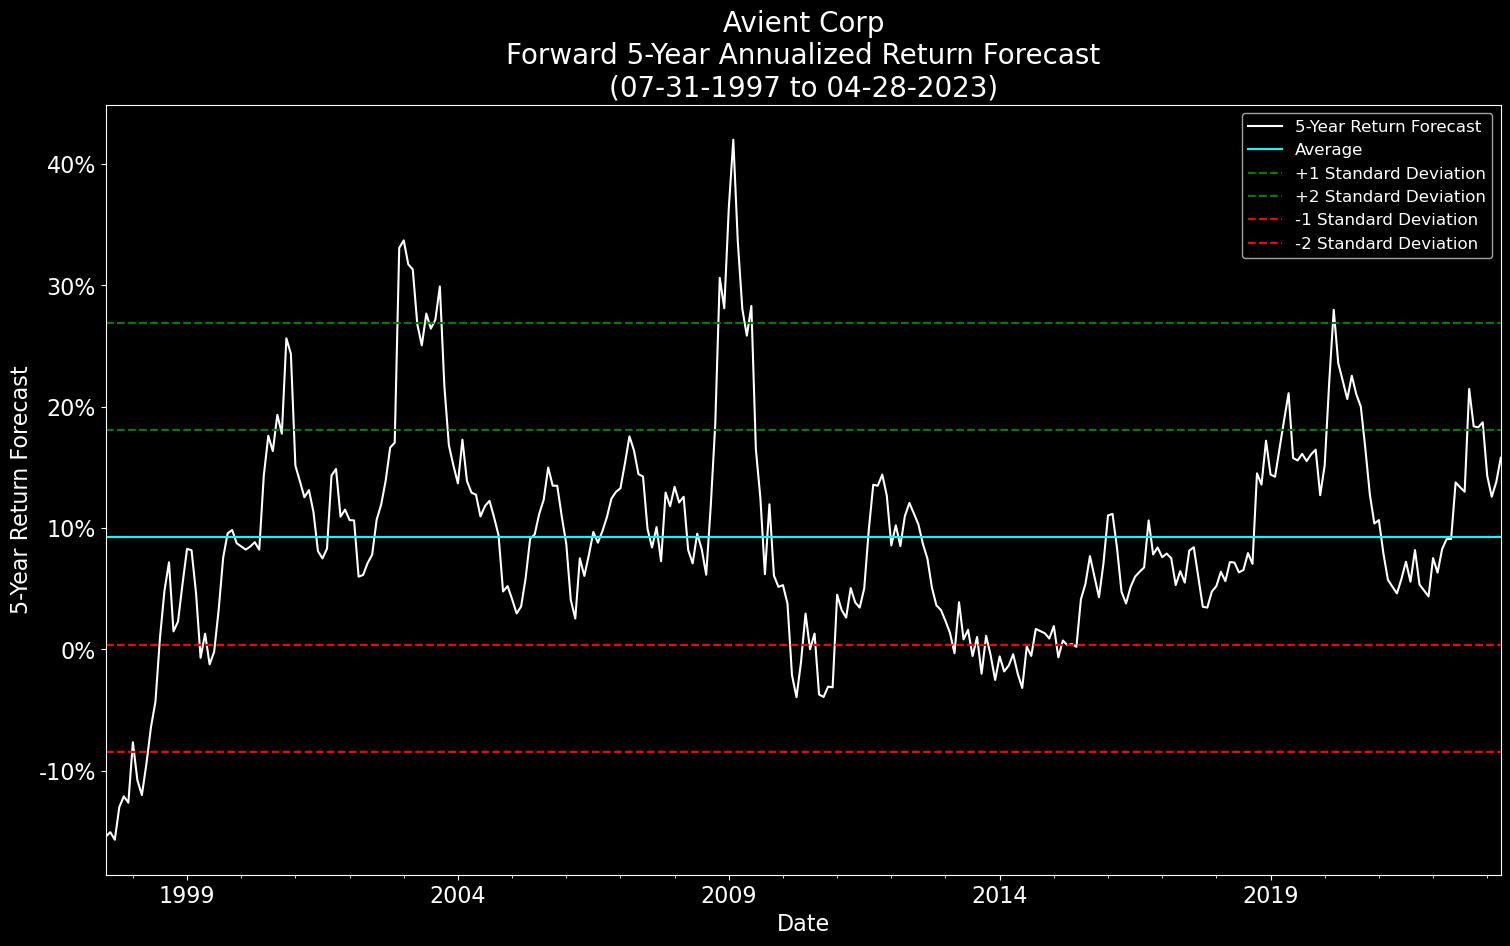 Avient Corp
Forward 5-Year Annualized Return Forecast
(07-31-1997 to 04-28-2023)
5-Year Return Forecast
Average
+1 Standard Deviation
+2 Standard Deviation
-1 Standard Deviation
-2 Standard Deviation
5-Year Return Forecast
40%
30%
20%
10%
0%
-10%
1999 2004 2009 2014 2019
Date